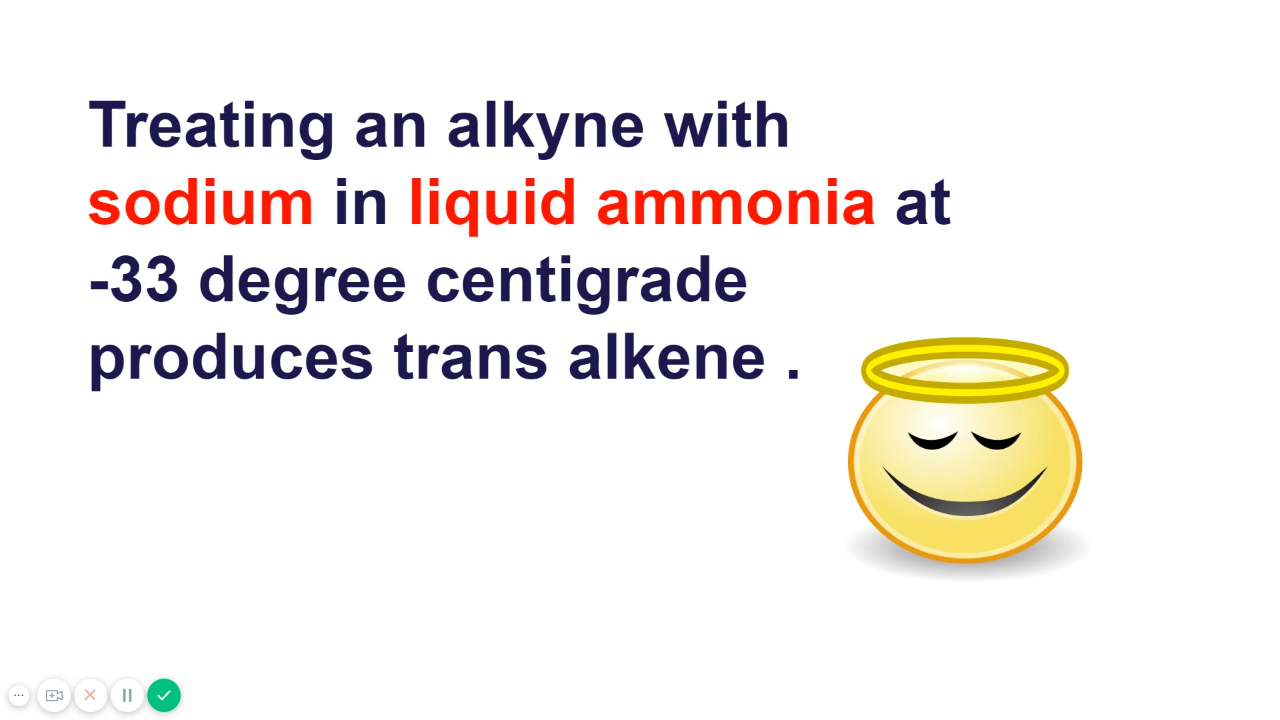 Treating an alkyne with
sodium in liquid ammonia at
-33 degree centigrade
produces trans alkene .